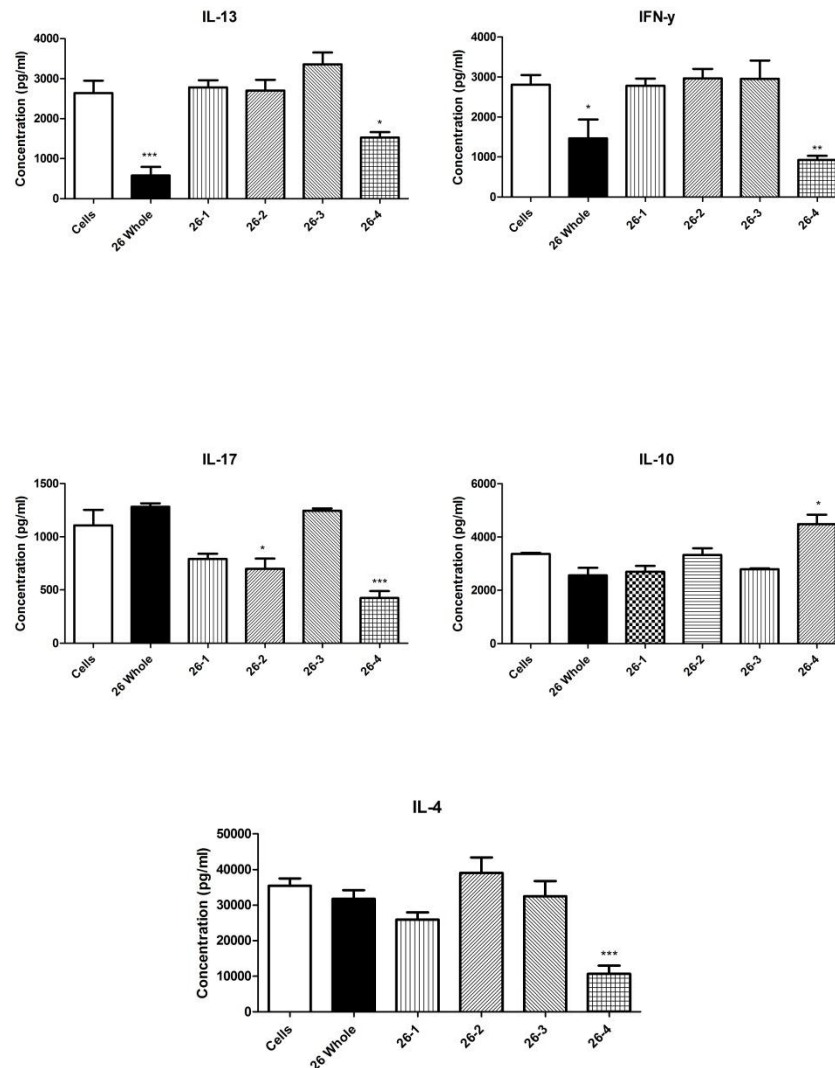 IL-13
Concentration (pg/ml)
4000
3000
2000
1000
0
***
*
Cells
26 Whole
26-1
26-2
26-3
26-4
IFN-y
Concentration (pg/ml)
4000
3000
2000
1000
0
*
**
Cells
26 Whole
26-1
26-2
26-3
26-4
IL-17
Concentration (pg/ml)
1500
1000
500
0
*
***
Cells
26 Whole
26-1
26-2
26-3
26-4
IL-10
Concentration (pg/ml)
6000
4000
2000
0
*
Cells
26 Whole
26-1
26-2
26-3
26-4
IL-4
Concentration (pg/ml)
50000
40000
30000
20000
10000
0
***
Cells
26 Whole
26-1
26-2
26-3
26-4